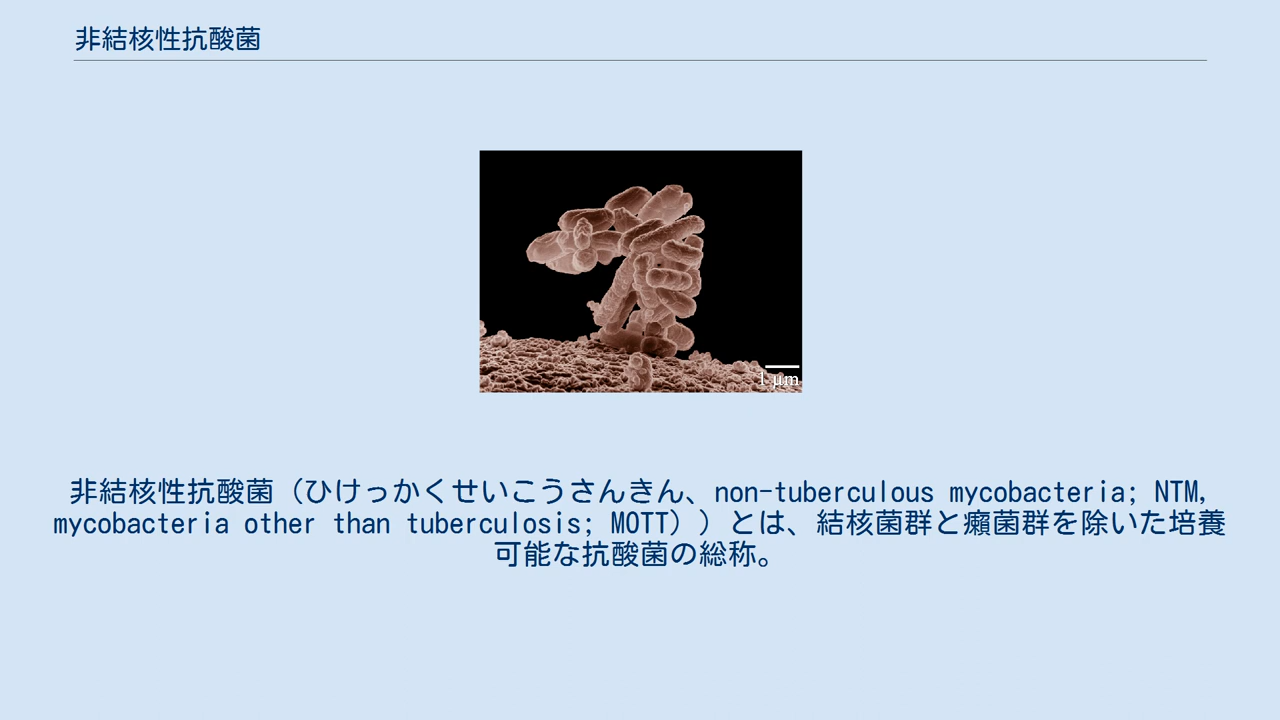 非結核性抗酸菌
1 μm
非結核性抗酸菌（ひけっかくせいこうさんきん、non-tuberculous mycobacteria; NTM,
mycobacteria other than tuberculosis; MOTT））とは、結核菌群と癩菌群を除いた培養
可能な抗酸菌の総称。